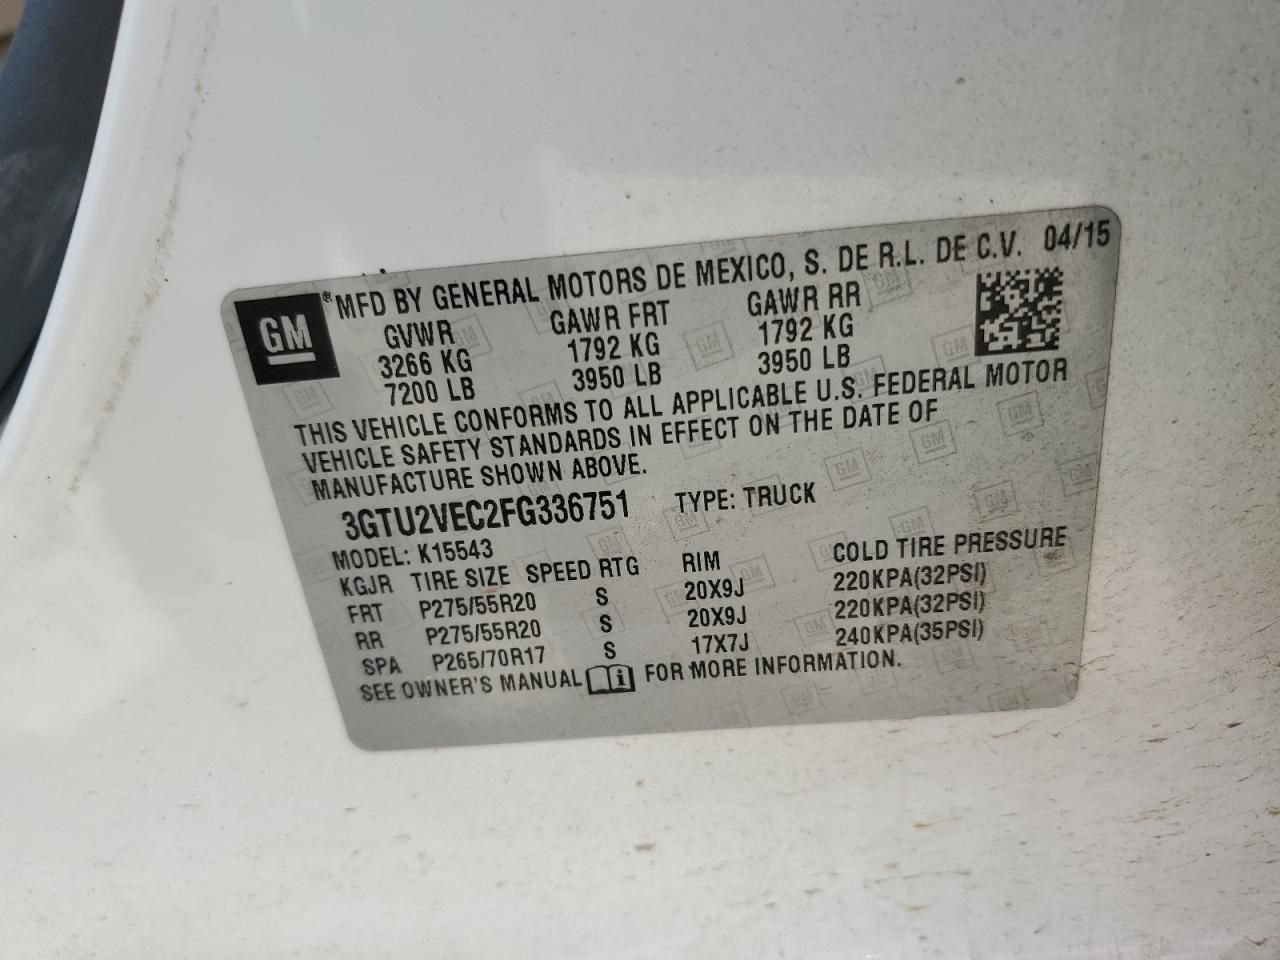 GM
® MFD BY GENERAL MOTORS DE MEXICO, S. DE R.L. DE C.V. 04/15
GVWR GAWR FRT GAWR RR
3266 KG 1792 KG 1792 KG
7200 LB 3950 LB 3950 LB
THIS VEHICLE CONFORMS TO ALL APPLICABLE U.S. FEDERAL MOTOR
VEHICLE SAFETY STANDARDS IN EFFECT ON THE DATE OF
MANUFACTURE SHOWN ABOVE.
3GTU2VEC2FG336751 TYPE: TRUCK
MODEL: K15543
KGJR TIRE SIZE SPEED RTG RIM COLD TIRE PRESSURE
FRT P275/55R20 S 20X9J 220KPA(32PSI)
RR P275/55R20 S 20X9J 220KPA(32PSI)
SPA P265/70R17 S 17X7J 240KPA(35PSI)
SEE OWNER'S MANUAL i FOR MORE INFORMATION.